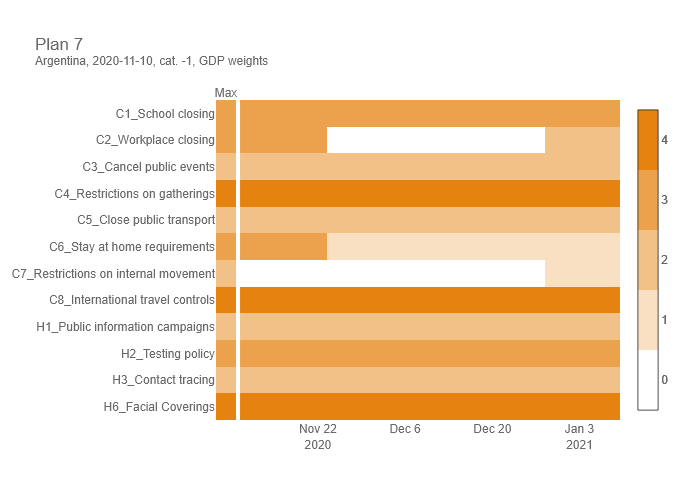 Plan 7
Argentina, 2020-11-10, cat. -1, GDP weights
Max
C1_School closing
C2_Workplace closing
C3_Cancel public events
C4_Restrictions on gatherings
C5_Close public transport
C6_Stay at home requirements
C7_Restrictions on internal movement
C8_International travel controls
H1_Public information campaigns
H2_Testing policy
H3_Contact tracing
H6_Facial Coverings
4
3
2
1
0
Nov 22 Dec 6 Dec 20 Jan 3
2020 2021